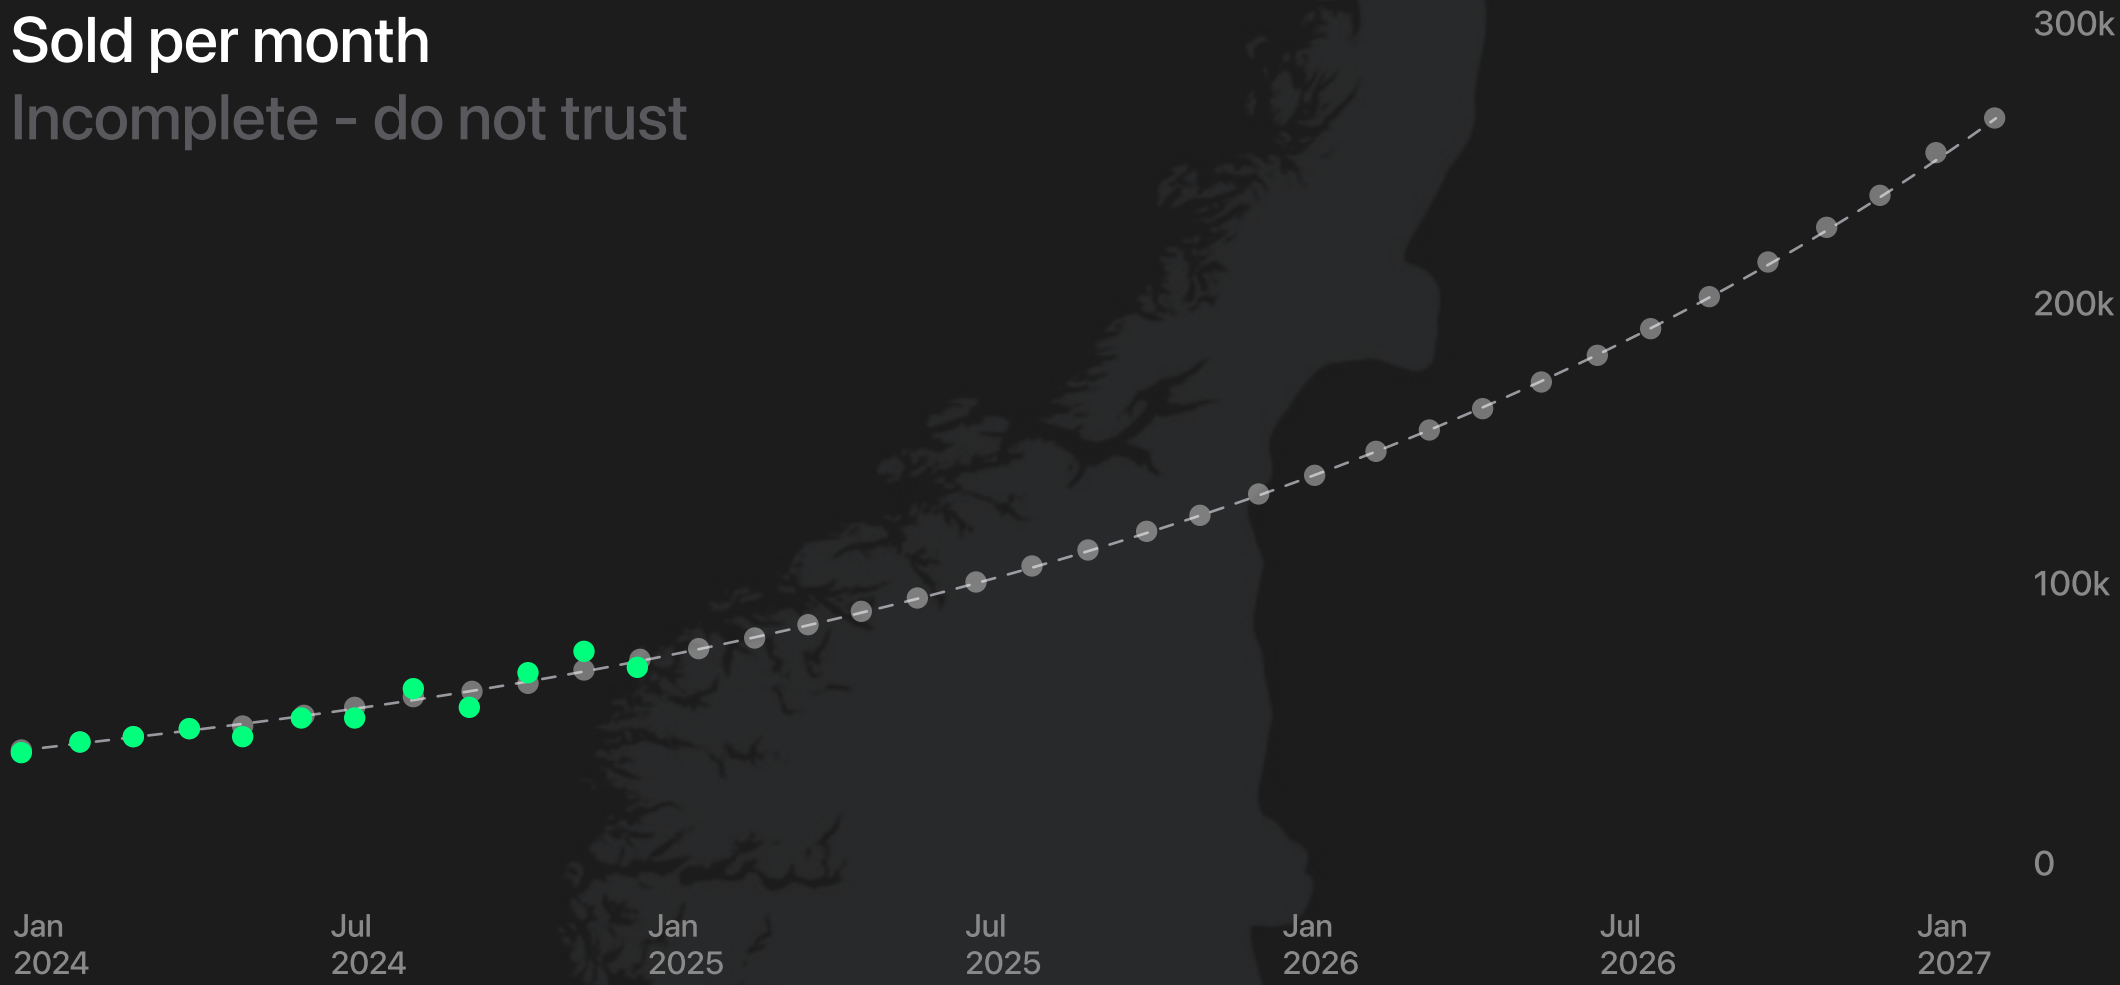 Sold per month
Incomplete - do not trust
300k
200k
100k
0
Jan
2024
Jul
2024
Jan
2025
Jul
2025
Jan
2026
Jul
2026
Jan
2027